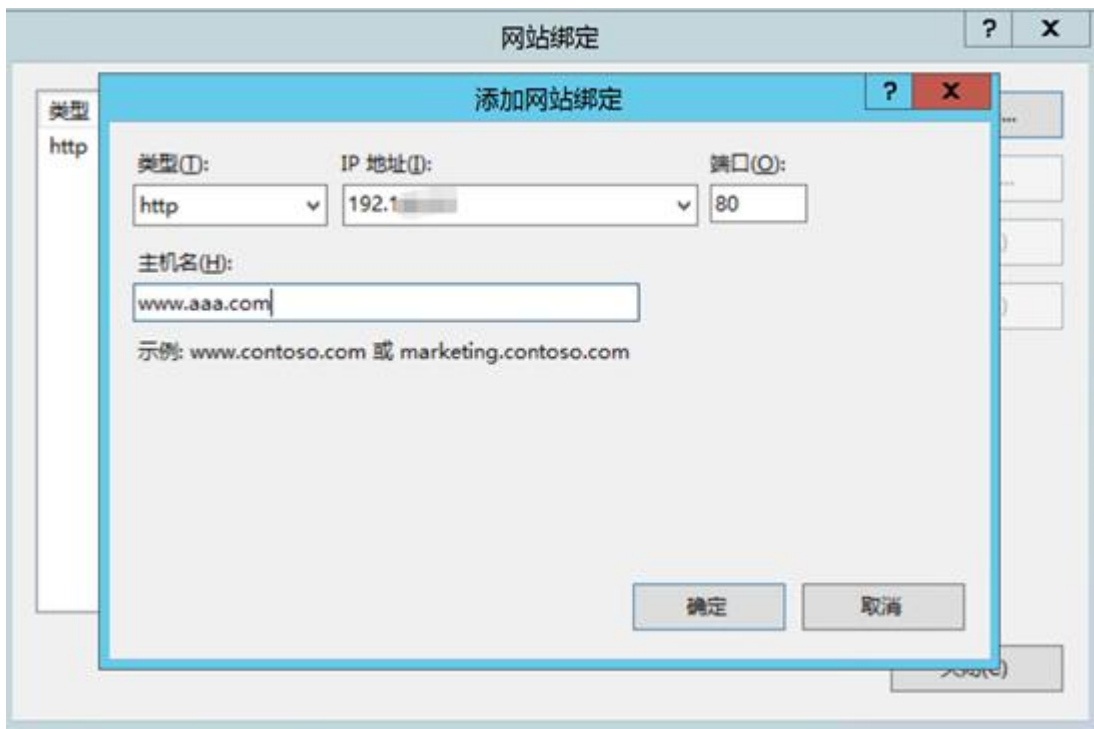 网站绑定
? X
添加网站绑定
? X
类型
...
http
类型(T): IP 地址(I): 端口(O):
http 192.1 80
主机名(H):
www.aaa.com
示例: www.contoso.com 或 marketing.contoso.com
确定 取消